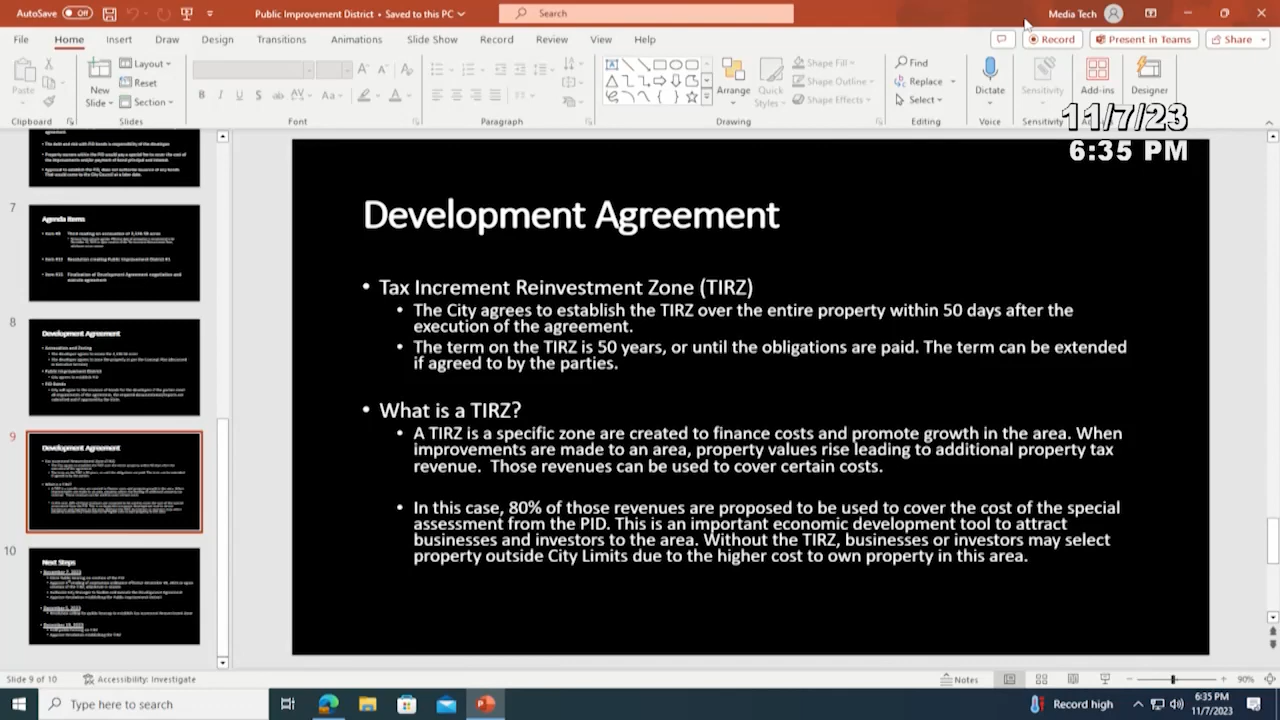 AutoSave Off Public Improvement District • Saved to this PC Search Media Tech
File Home Insert Draw Design Transitions Animations Slide Show Record Review View Help Record Present in Teams Share
Paste New Slide Layout Reset Section Arrange Quick Styles Shape Fill Shape Outline Shape Effects Find Replace Select Dictate Sensitivity Add-ins Designer
Clipboard Slides Font Paragraph Drawing Editing Voice Sensitivity
11/7/23
6:35 PM
7
Agenda Items
8
Development Agreement
9
Development Agreement
10
Next Steps
Development Agreement
• Tax Increment Reinvestment Zone (TIRZ)
• The City agrees to establish the TIRZ over the entire property within 50 days after the
execution of the agreement.
• The term of the TIRZ is 50 years, or until the obligations are paid. The term can be extended
if agreed to by the parties.
• What is a TIRZ?
• A TIRZ is a specific zone are created to finance costs and promote growth in the area. When
improvements are made to an area, property values rice leading to additional property tax
revenue. These revenues can be used to cover certain costs.
• In this case, 40% of those revenues are proposed to be used to cover the cost of the special
assessment from the PID. This is an important economic development tool to attract
businesses and investors to the area. Without the TIRZ, businesses or investors may select
property outside City Limits due to the higher cost to own property in this area.
Slide 9 of 10 Accessibility: Investigate Notes 90%
Type here to search Record high 6:35 PM
11/7/2023